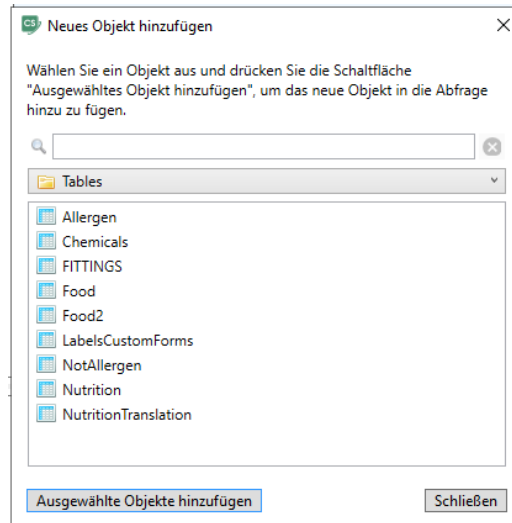 CS Neues Objekt hinzufügen
Wählen Sie ein Objekt aus und drücken Sie die Schaltfläche
"Ausgewähltes Objekt hinzufügen", um das neue Objekt in die Abfrage
hinzu zu fügen.
Tables
Allergen
Chemicals
FITTINGS
Food
Food2
LabelsCustomForms
NotAllergen
Nutrition
NutritionTranslation
Ausgewählte Objekte hinzufügen Schließen